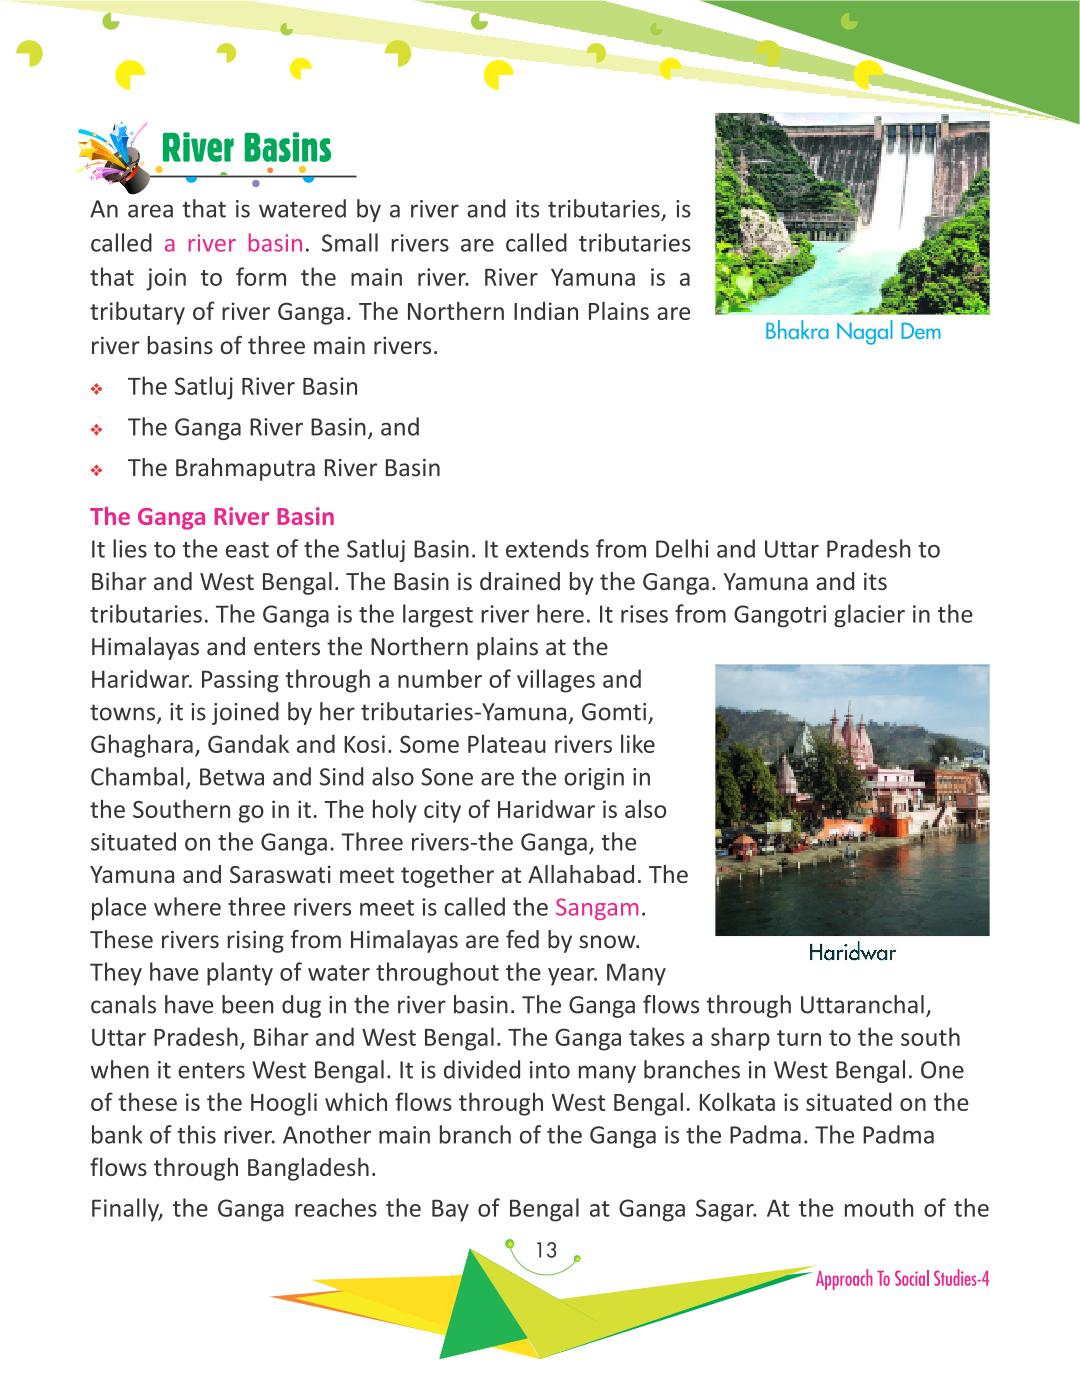 River Basins
An area that is watered by a river and its tributaries, is
called a river basin. Small rivers are called tributaries
that join to form the main river. River Yamuna is a
tributary of river Ganga. The Northern Indian Plains are
river basins of three main rivers.
Bhakra Nagal Dem
❖ The Satluj River Basin
❖ The Ganga River Basin, and
❖ The Brahmaputra River Basin
The Ganga River Basin
It lies to the east of the Satluj Basin. It extends from Delhi and Uttar Pradesh to
Bihar and West Bengal. The Basin is drained by the Ganga. Yamuna and its
tributaries. The Ganga is the largest river here. It rises from Gangotri glacier in the
Himalayas and enters the Northern plains at the
Haridwar. Passing through a number of villages and
towns, it is joined by her tributaries-Yamuna, Gomti,
Ghaghara, Gandak and Kosi. Some Plateau rivers like
Chambal, Betwa and Sind also Sone are the origin in
the Southern go in it. The holy city of Haridwar is also
situated on the Ganga. Three rivers-the Ganga, the
Yamuna and Saraswati meet together at Allahabad. The
place where three rivers meet is called the Sangam.
These rivers rising from Himalayas are fed by snow.
They have plenty of water throughout the year. Many
Haridwar
canals have been dug in the river basin. The Ganga flows through Uttaranchal,
Uttar Pradesh, Bihar and West Bengal. The Ganga takes a sharp turn to the south
when it enters West Bengal. It is divided into many branches in West Bengal. One
of these is the Hoogli which flows through West Bengal. Kolkata is situated on the
bank of this river. Another main branch of the Ganga is the Padma. The Padma
flows through Bangladesh.
Finally, the Ganga reaches the Bay of Bengal at Ganga Sagar. At the mouth of the
13
Approach To Social Studies-4